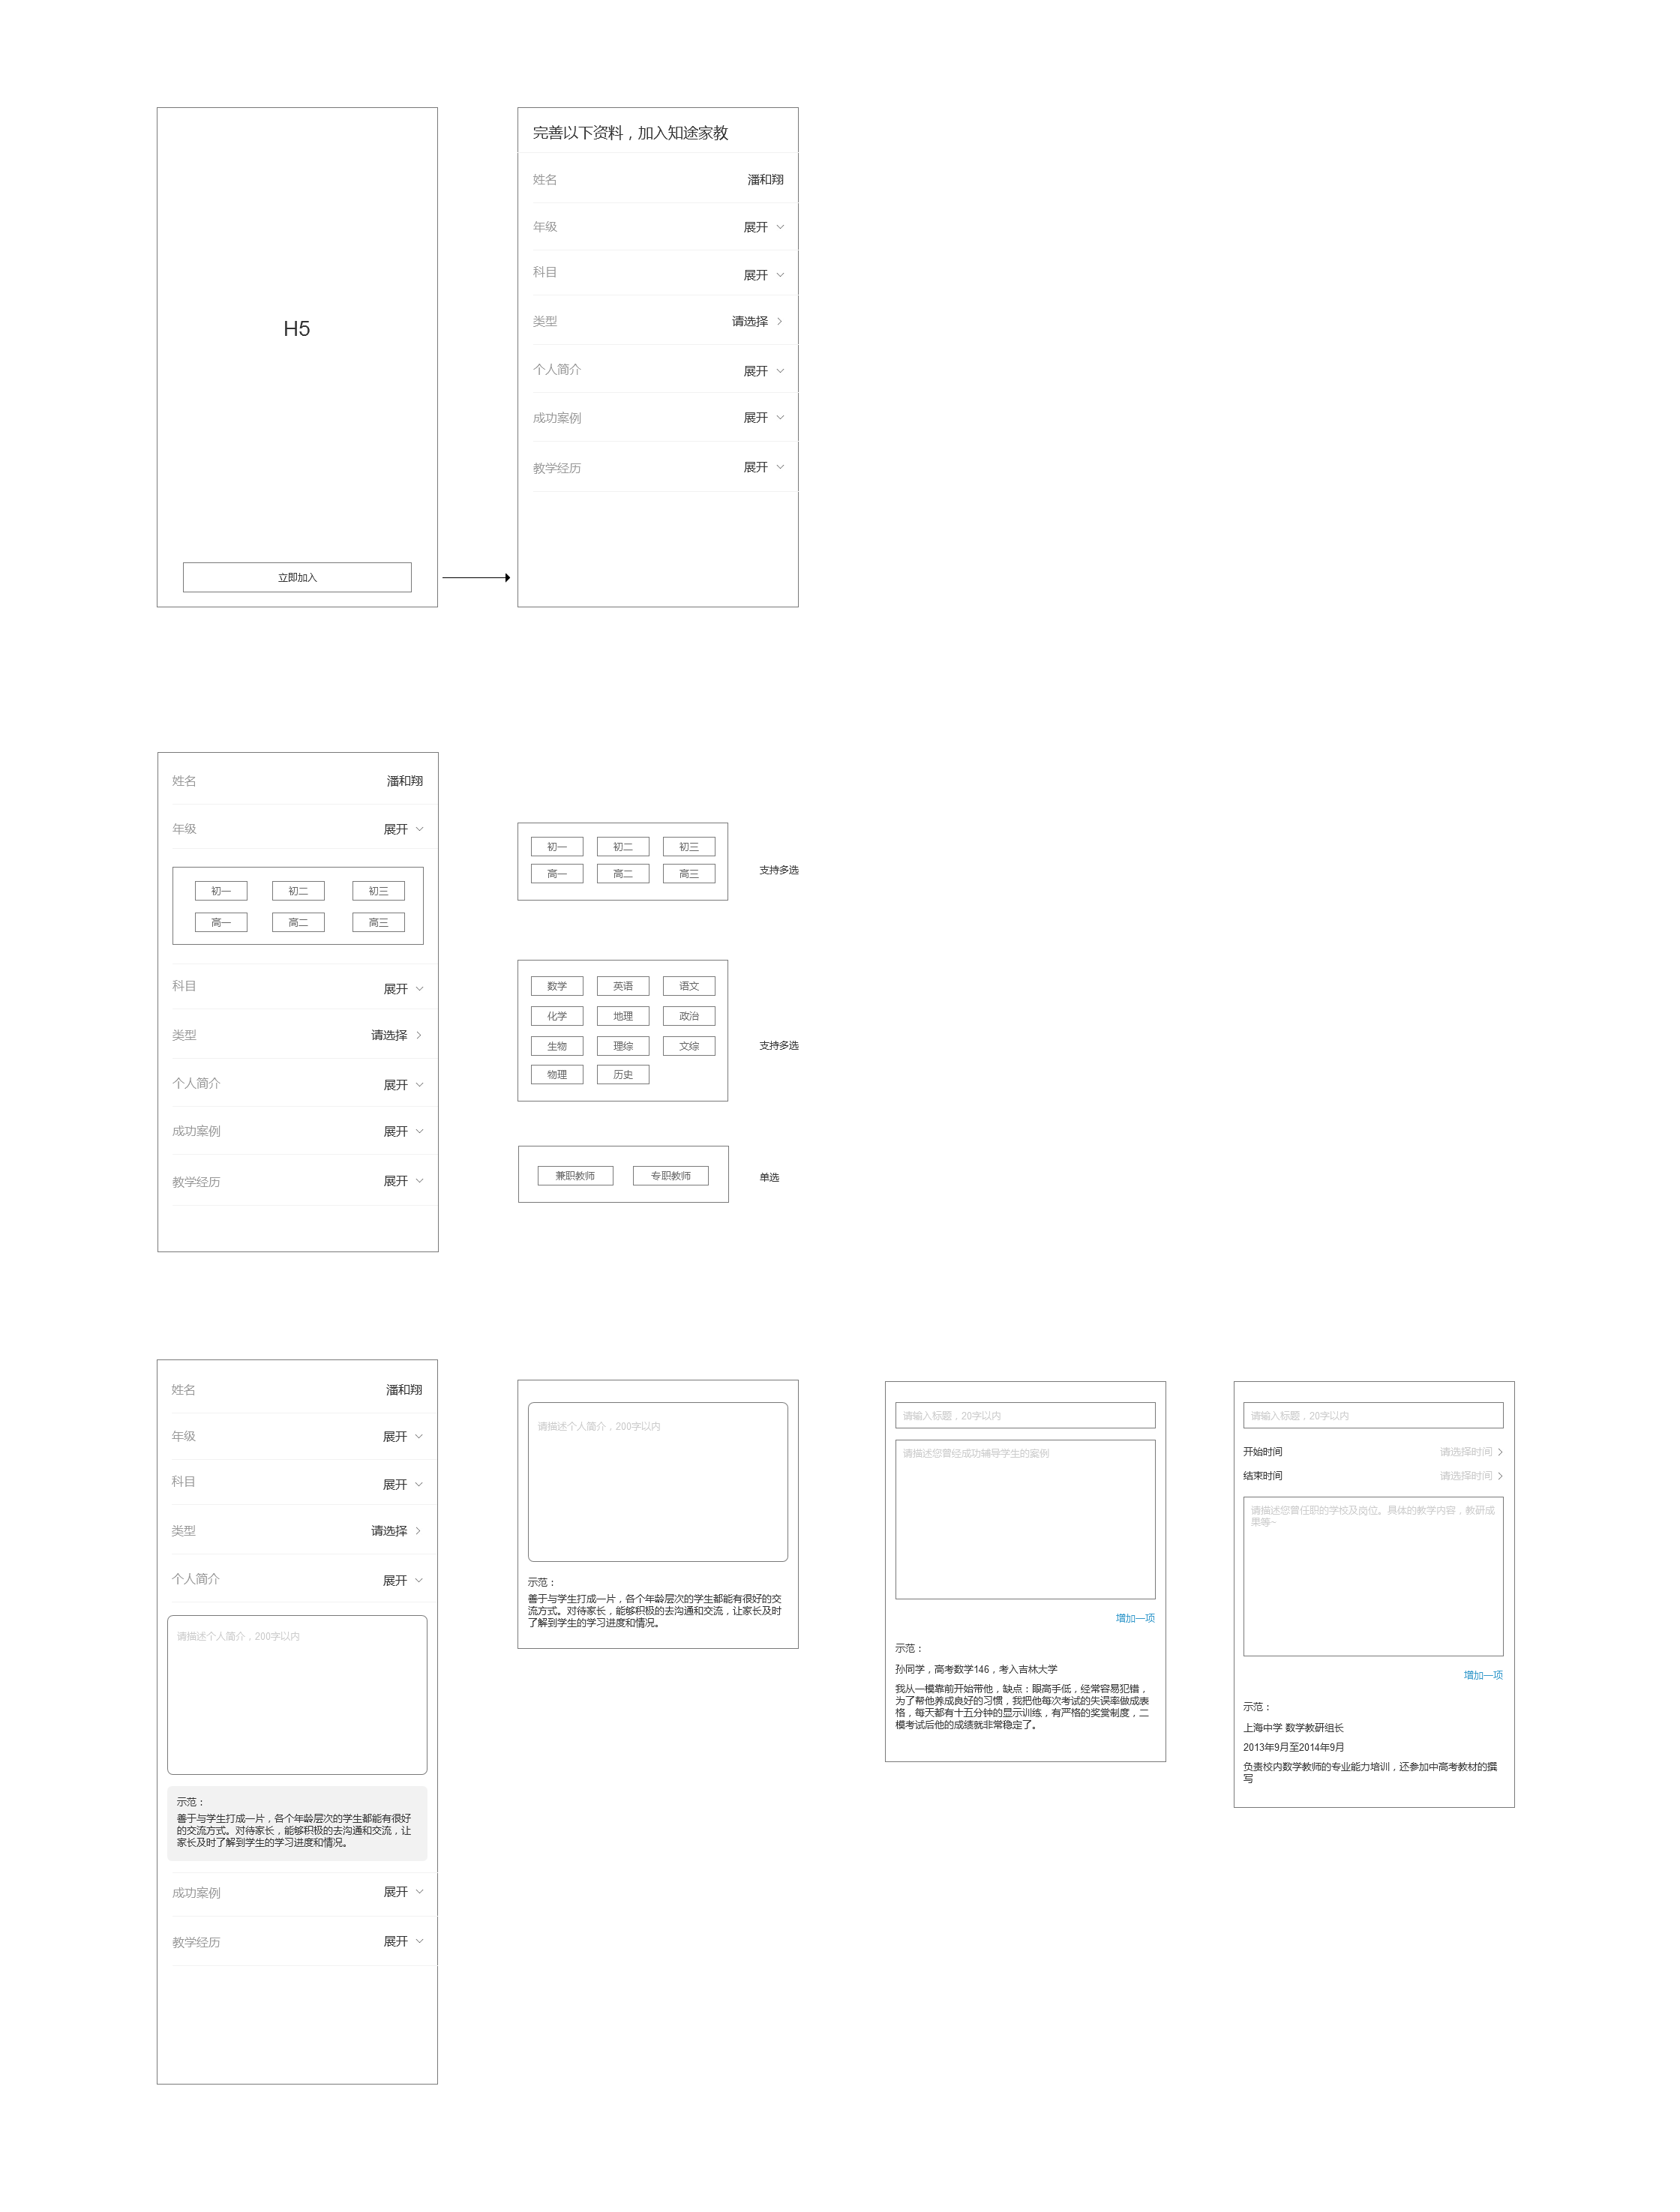 H5
立即加入
完善以下资料，加入知途家教
姓名 潘和翔
年级 展开
科目 展开
类型 请选择
个人简介 展开
成功案例 展开
教学经历 展开
姓名 潘和翔
年级 展开
初一 初二 初三
高一 高二 高三
科目 展开
类型 请选择
个人简介 展开
成功案例 展开
教学经历 展开
初一 初二 初三
高一 高二 高三
支持多选
数学 英语 语文
化学 地理 政治
生物 理综 文综
物理 历史
支持多选
兼职教师 专职教师
单选
姓名 潘和翔
年级 展开
科目 展开
类型 请选择
个人简介 展开
请描述个人简介，200字以内
示范：
善于与学生打成一片，各个年龄层次的学生都能有很好
的交流方式。对待家长，能够积极的去沟通和交流，让
家长及时了解到学生的学习进度和情况。
成功案例 展开
教学经历 展开
请描述个人简介，200字以内
示范：
善于与学生打成一片，各个年龄层次的学生都能有很好的交
流方式。对待家长，能够积极的去沟通和交流，让家长及时
了解到学生的学习进度和情况。
请输入标题，20字以内
请描述您曾经成功辅导学生的案例
增加一项
示范：
孙同学，高考数学146，考入吉林大学
我从一模靠前开始带他，缺点：眼高手低，经常容易犯错，
为了帮他养成良好的习惯，我把他每次考试的失误率做成表
格，每天都有十五分钟的显示训练，有严格的奖赏制度，二
模考试后他的成绩就非常稳定了。
请输入标题，20字以内
开始时间 请选择时间
结束时间 请选择时间
请描述您曾任职的学校及岗位。具体的教学内容，教研成
果等~
增加一项
示范：
上海中学 数学教研组长
2013年9月至2014年9月
负责校内数学教师的专业能力培训，还参加中高考教材的撰
写